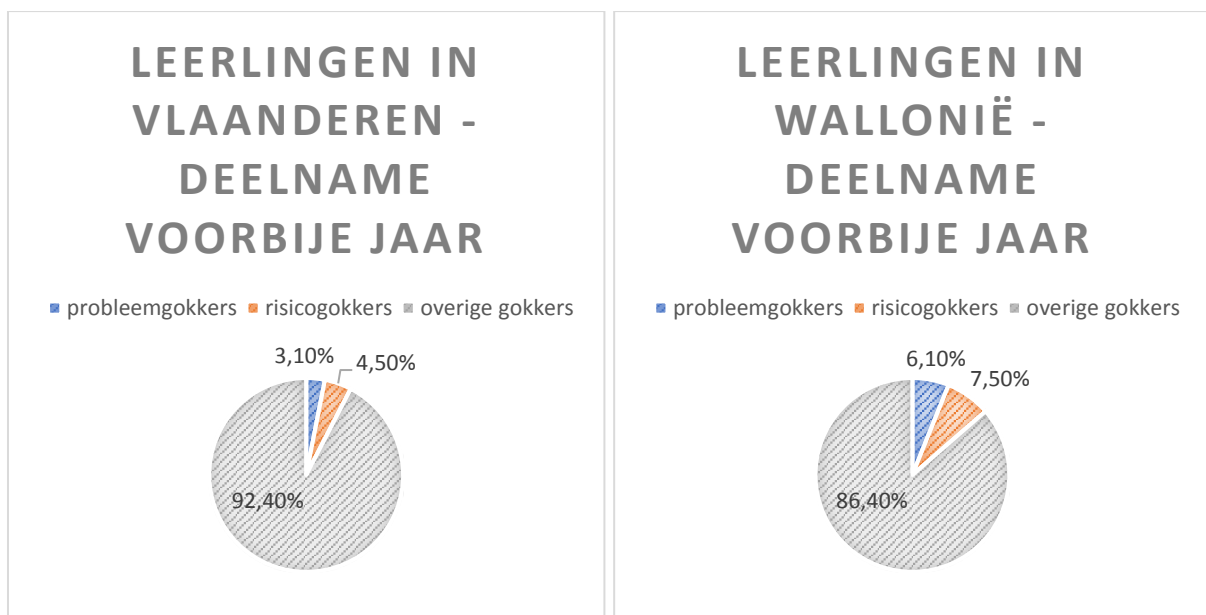 LEERLINGEN IN
VLAANDEREN -
DEELNAME
VOORBIJE JAAR
probleemgokkers risicogokkers overige gokkers
3,10%
4,50%
92,40%
LEERLINGEN IN
WALLONIË -
DEELNAME
VOORBIJE JAAR
probleemgokkers risicogokkers overige gokkers
6,10%
7,50%
86,40%